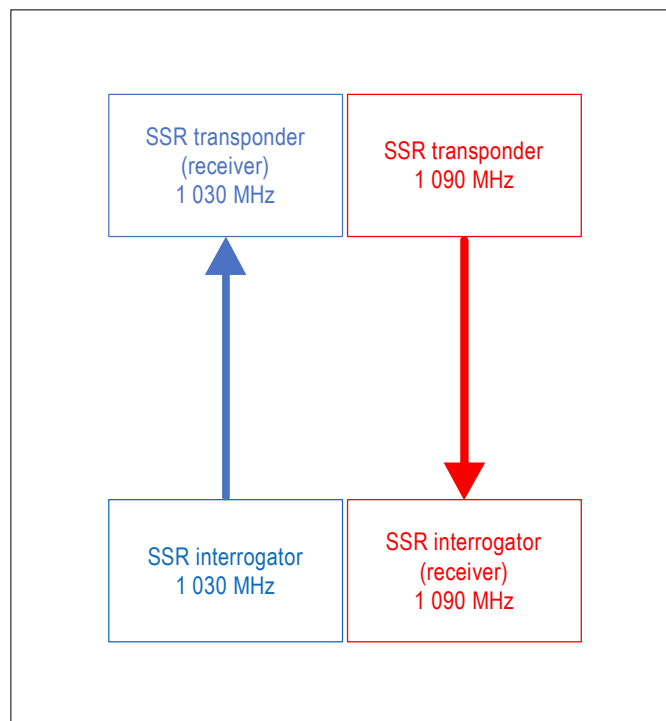 SSR transponder
(receiver)
1 030 MHz
SSR transponder
1 090 MHz
SSR interrogator
1 030 MHz
SSR interrogator
(receiver)
1 090 MHz